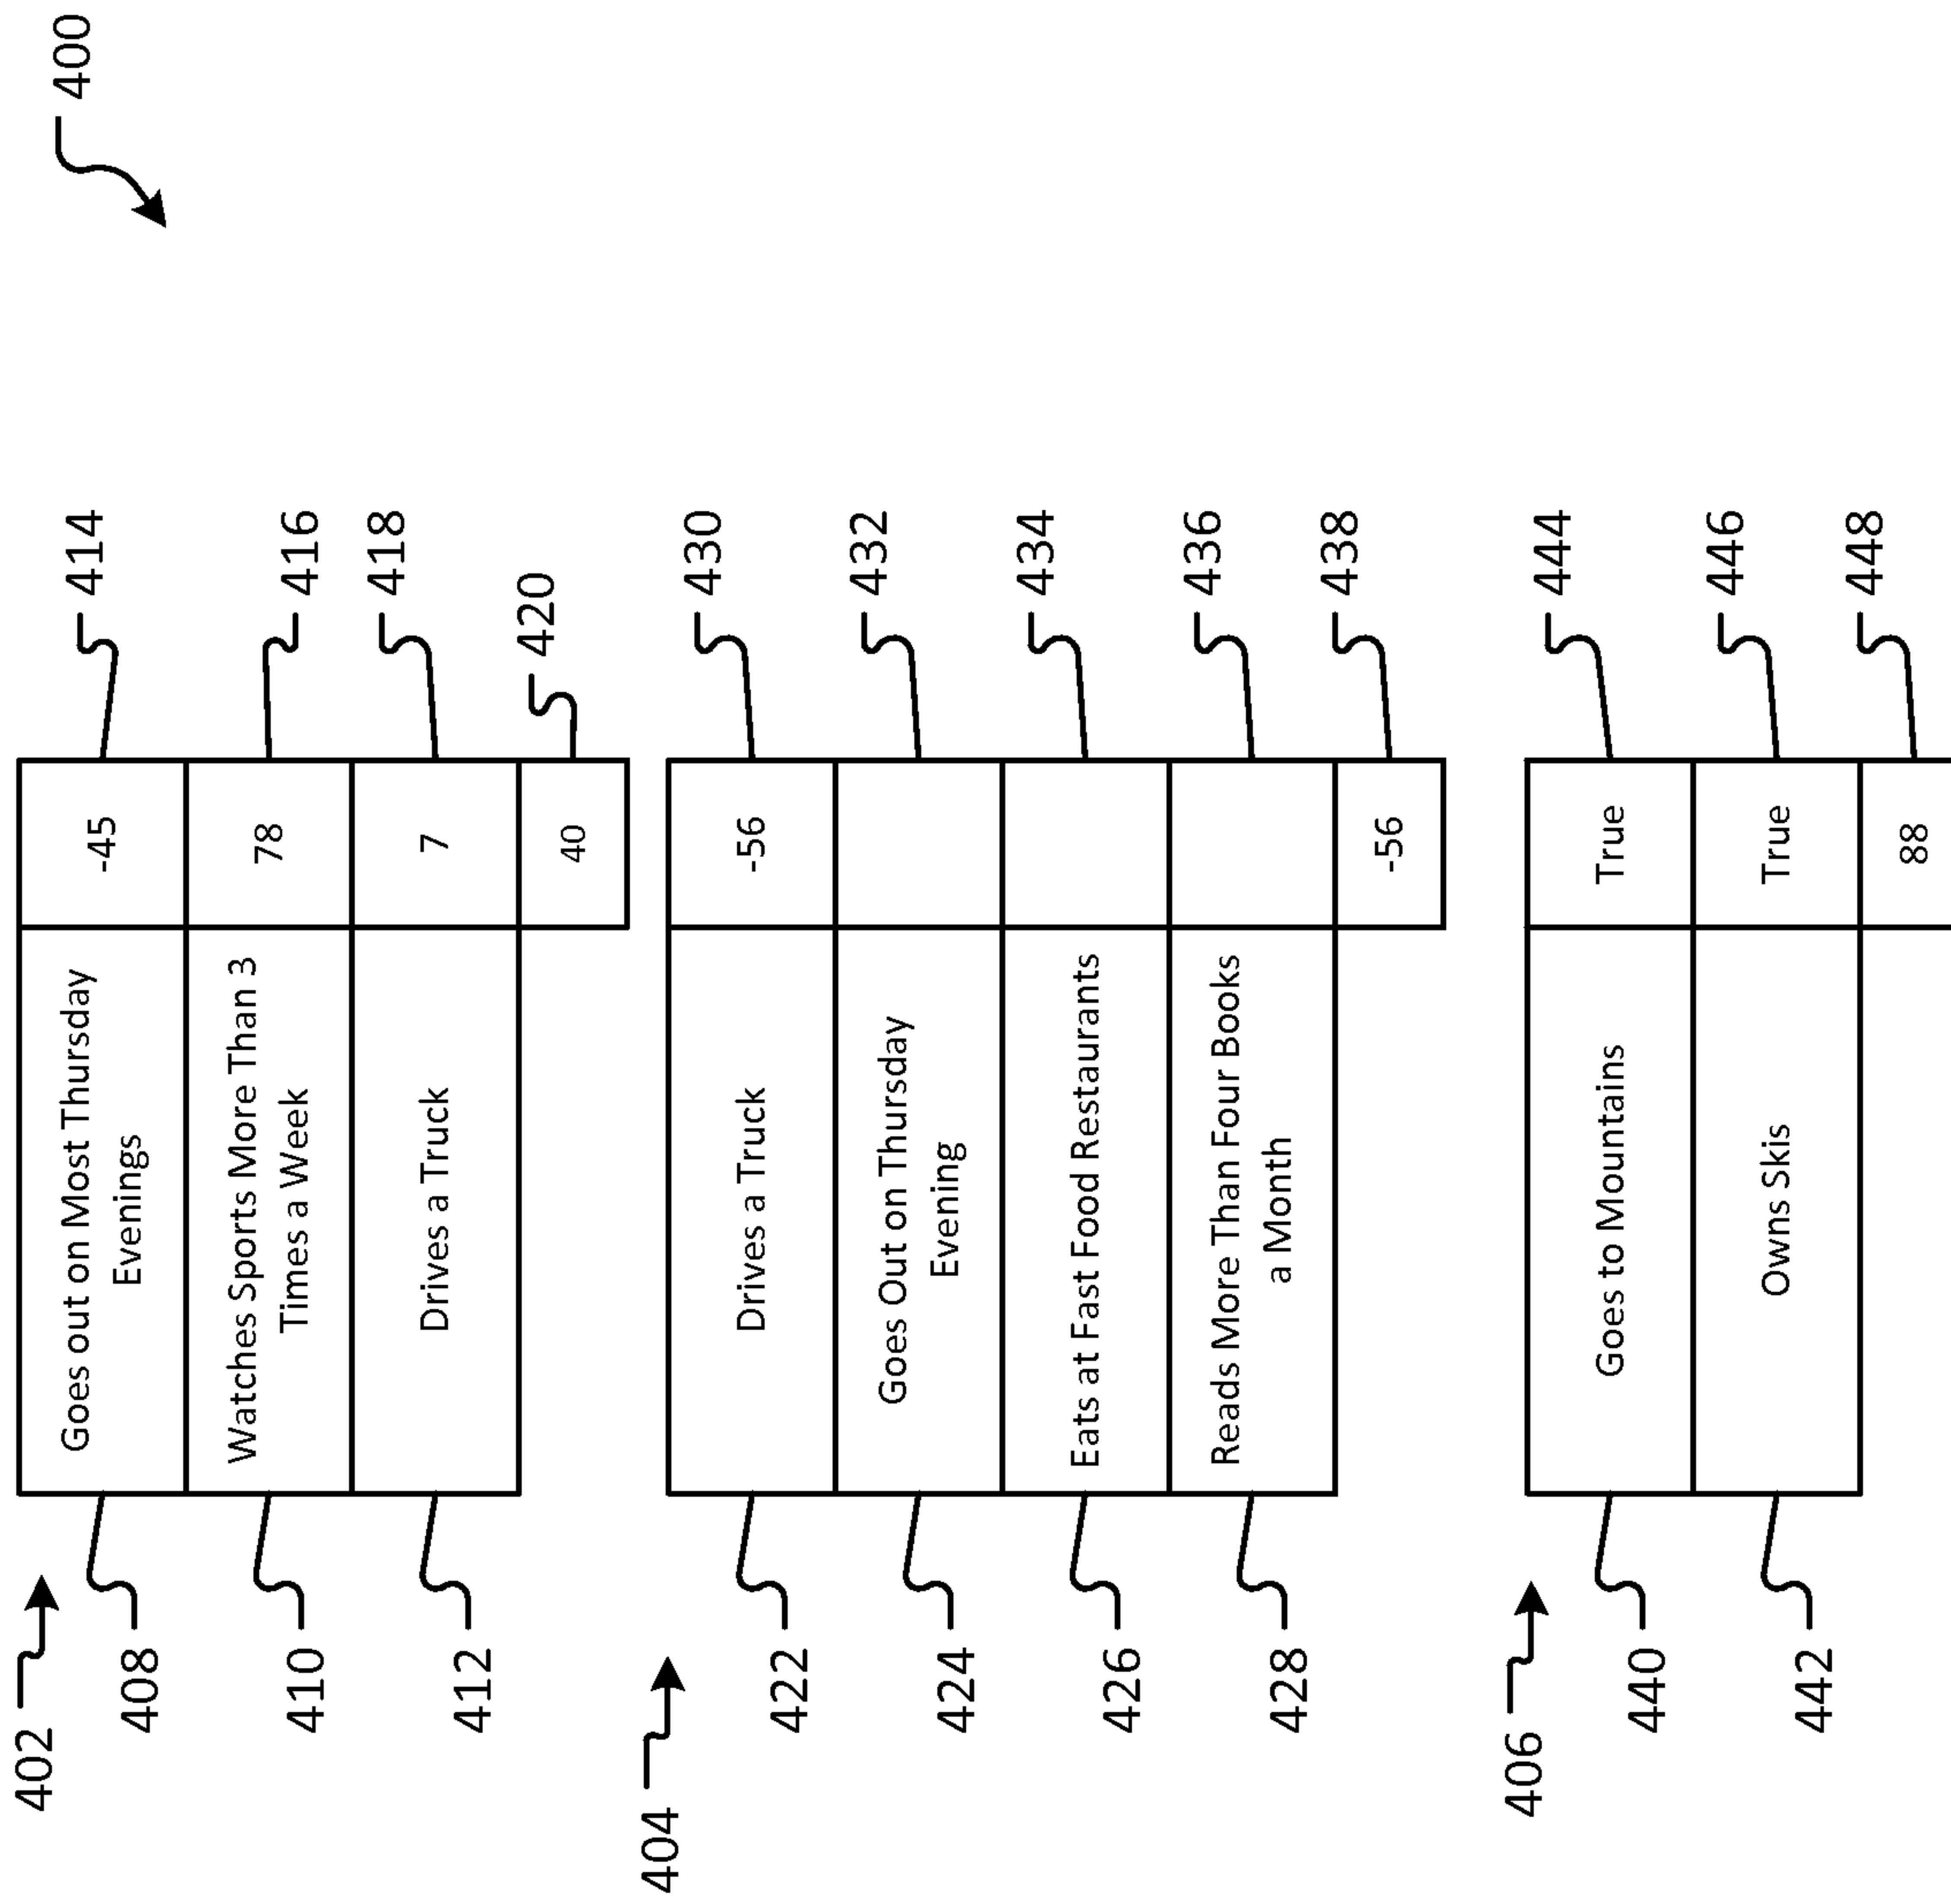 400
402
408
Goes out on Most Thursday
Evenings
-45
414
410
Watches Sports More Than 3
Times a Week
78
416
412
Drives a Truck
7
418
40
420
404
422
Drives a Truck
-56
430
424
Goes Out on Thursday
Evening
432
426
Eats at Fast Food Restaurants
434
428
Reads More Than Four Books
a Month
436
-56
438
406
440
Goes to Mountains
True
444
442
Owns Skis
True
446
88
448